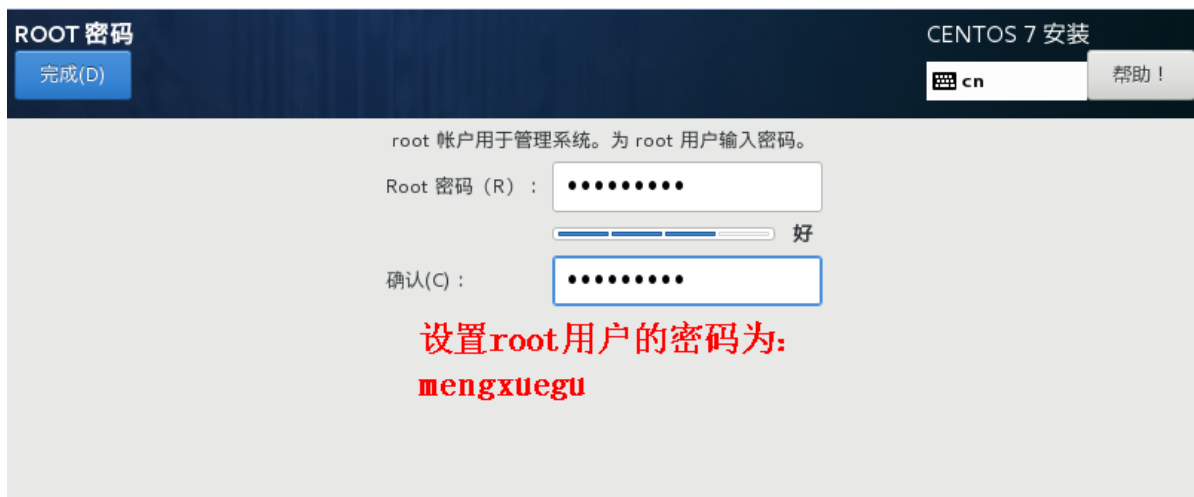 ROOT 密码
CENTOS 7 安装
完成(D)
cn
帮助！
root 帐户用于管理系统。为 root 用户输入密码。
Root 密码（R）：
•••••••••
好
确认(C)：
•••••••••
设置root用户的密码为：
mengxuegu